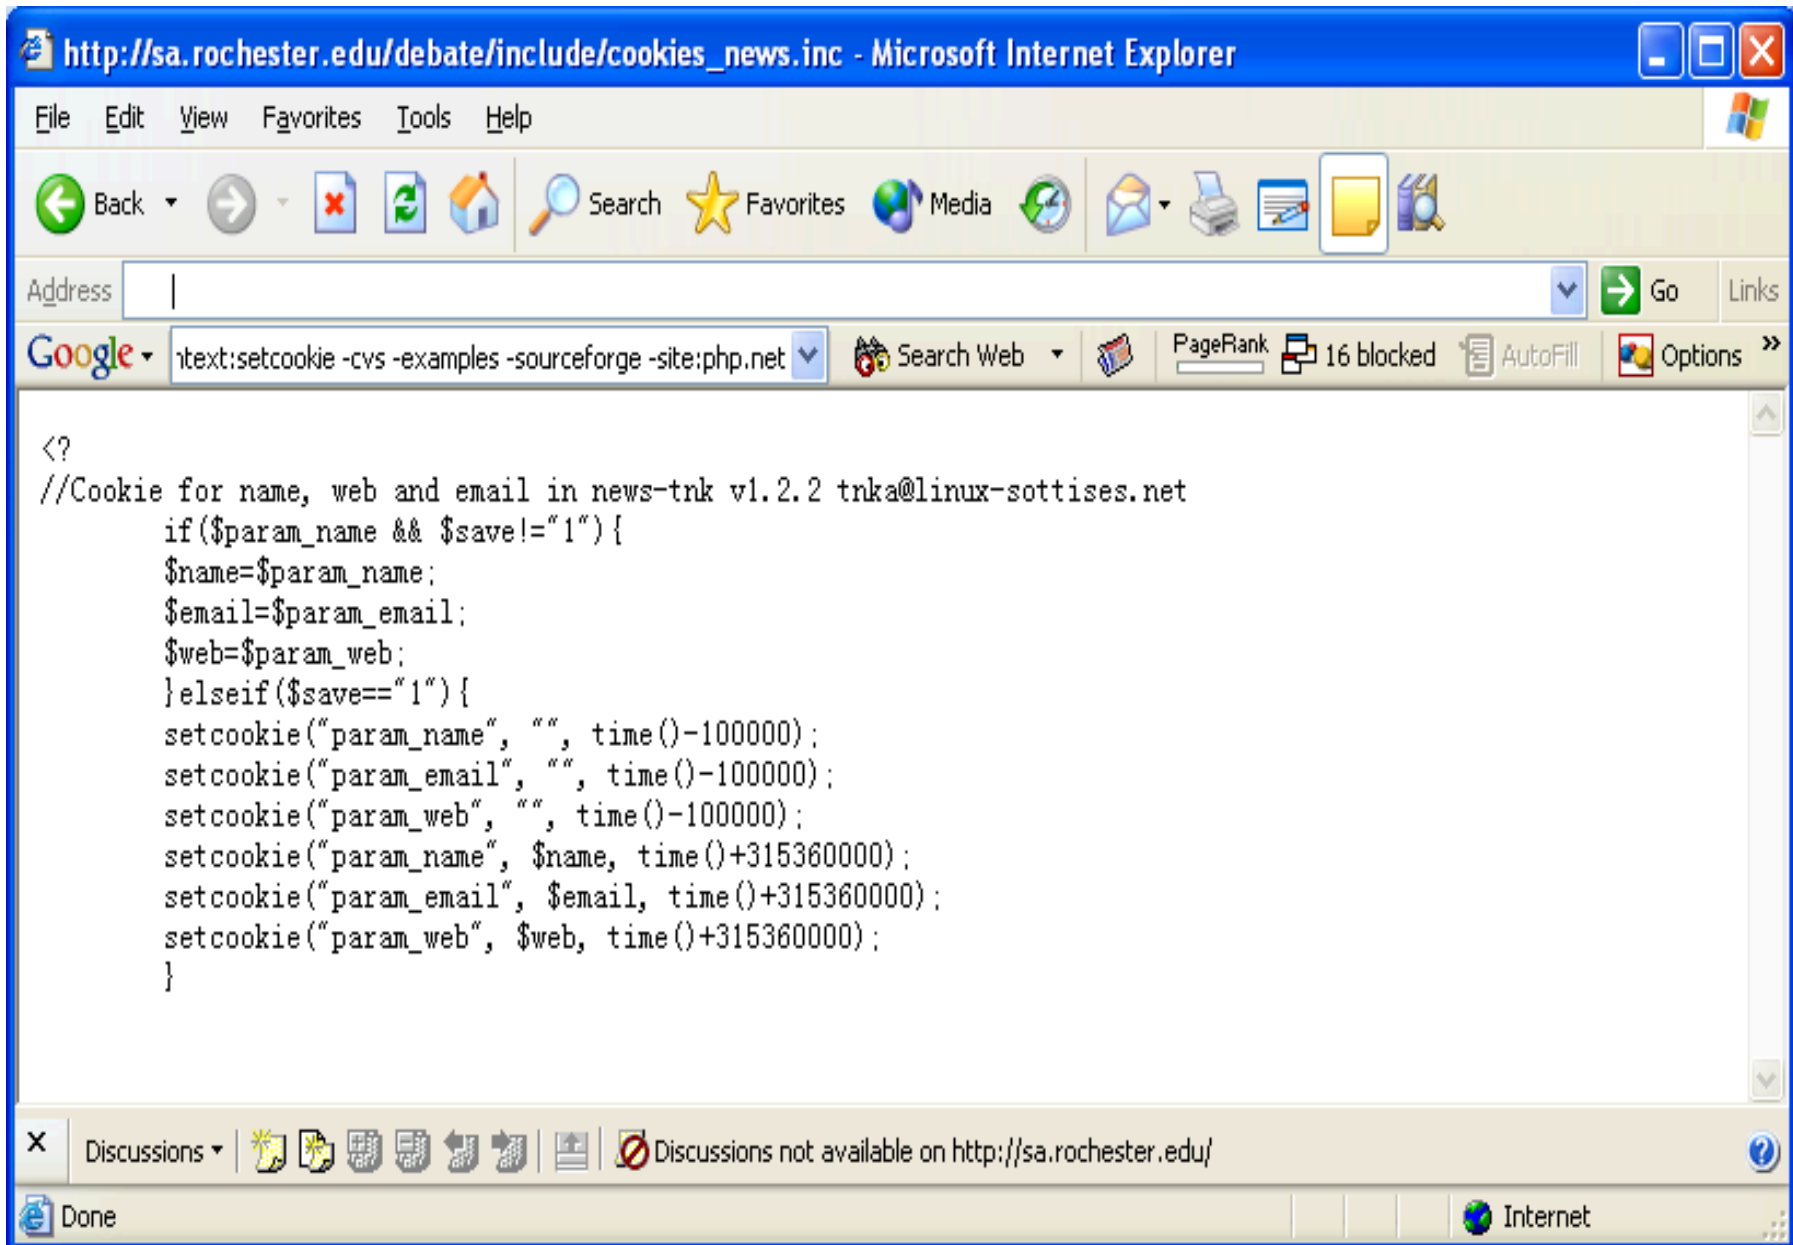 http://sa.rochester.edu/debate/include/cookies_news.inc - Microsoft Internet Explorer
File Edit View Favorites Tools Help
Back Search Favorites Media
Address Go Links
Google ntext:setcookie -cvs -examples -sourceforge -site:php.net Search Web PageRank 16 blocked AutoFill Options »
<?
//Cookie for name, web and email in news-tnk v1.2.2 tnka@linux-sottises.net
if($param_name && $save!="1"){
$name=$param_name;
$email=$param_email;
$web=$param_web;
}elseif($save=="1"){
setcookie("param_name", "", time()-100000);
setcookie("param_email", "", time()-100000);
setcookie("param_web", "", time()-100000);
setcookie("param_name", $name, time()+315360000);
setcookie("param_email", $email, time()+315360000);
setcookie("param_web", $web, time()+315360000);
}
x Discussions Discussions not available on http://sa.rochester.edu/
Done Internet